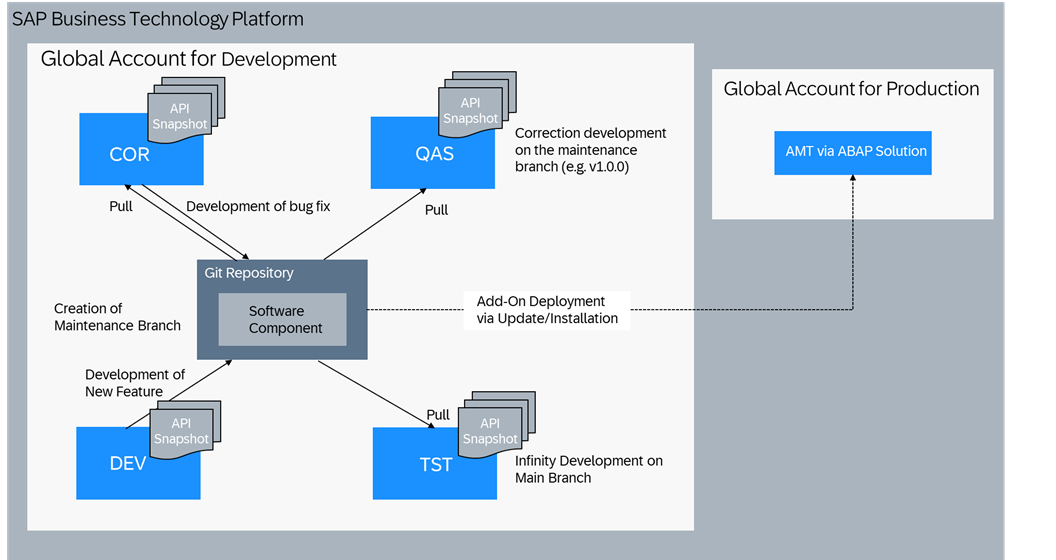 SAP Business Technology Platform
Global Account for Development
Global Account for Production
API
Snapshot
COR
API
Snapshot
QAS
Correction development
on the maintenance
branch (e.g. v1.0.0)
AMT via ABAP Solution
Pull
Development of bug fix
Pull
Git Repository
Software
Component
Creation of
Maintenance Branch
Add-On Deployment
via Update/Installation
Development of
New Feature
API
Snapshot
DEV
Pull
API
Snapshot
TST
Infinity Development on
Main Branch